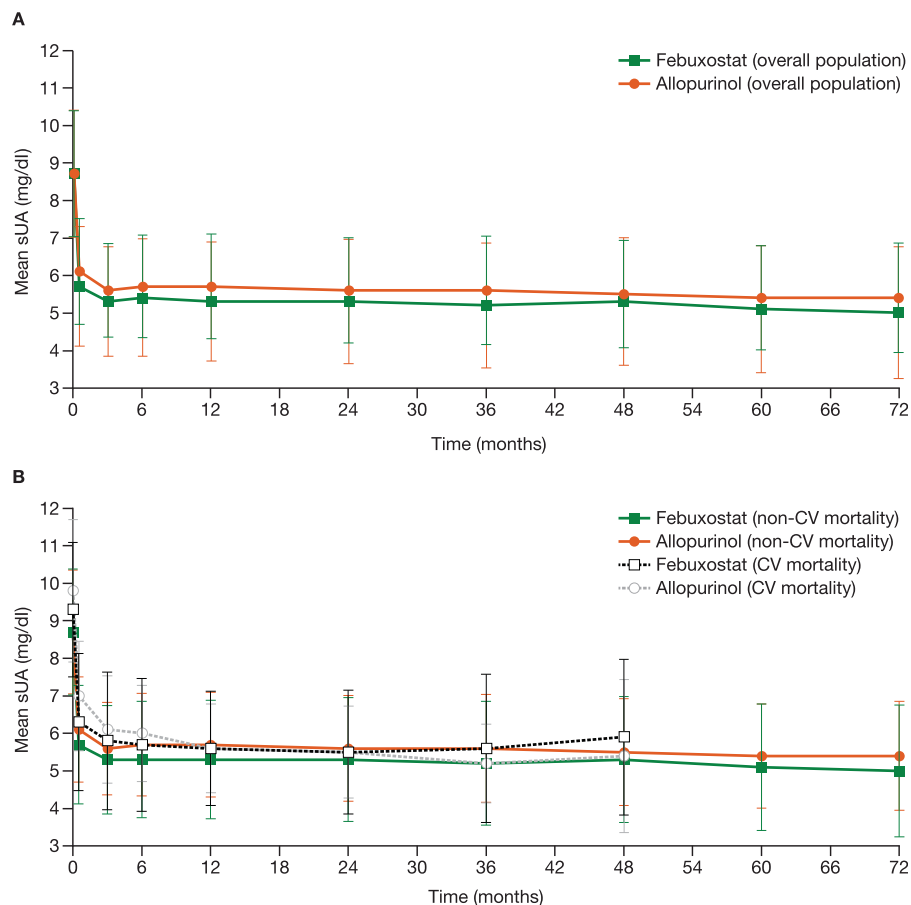 A
12
11
10
9
8
7
6
5
4
3
Mean sUA (mg/dl)
Febuxostat (overall population)
Allopurinol (overall population)
0 6 12 18 24 30 36 42 48 54 60 66 72
Time (months)
B
12
11
10
9
8
7
6
5
4
3
Mean sUA (mg/dl)
Febuxostat (non-CV mortality)
Allopurinol (non-CV mortality)
Febuxostat (CV mortality)
Allopurinol (CV mortality)
0 6 12 18 24 30 36 42 48 54 60 66 72
Time (months)